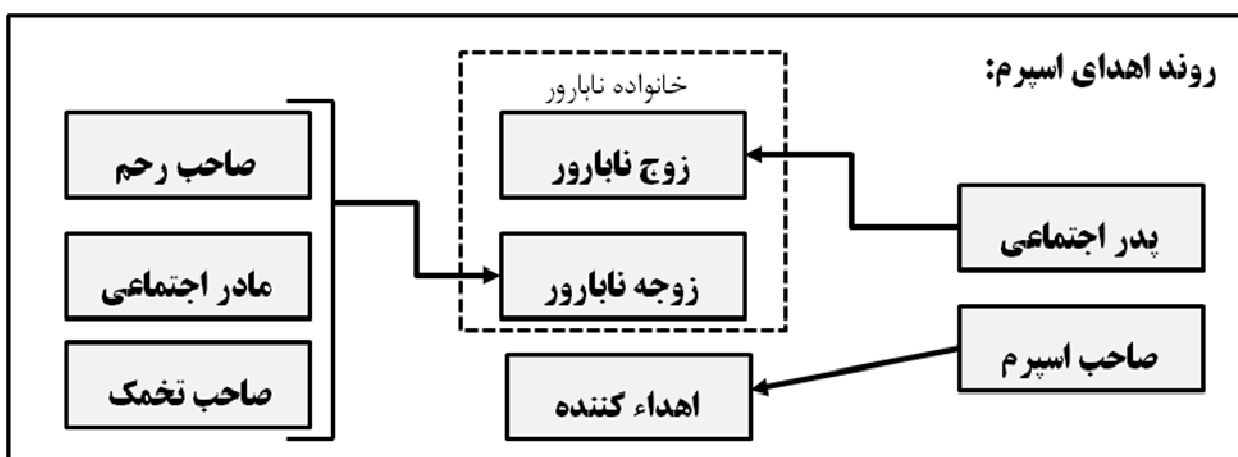 روند اهدای اسپرم:
خانواده نابارور
زوج نابارور
زوجه نابارور
اهداء کننده
پدر اجتماعی
صاحب اسپرم
صاحب رحم
مادر اجتماعی
صاحب تخمک